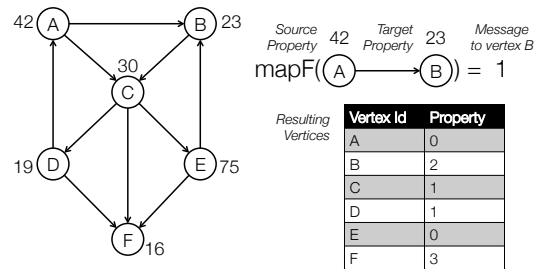 42 A B 23
30
C
19 D E 75
F 16
Source Property 42 Target Property 23 Message to vertex B
mapF( A B ) = 1
Resulting Vertices
Vertex Id Property
A 0
B 2
C 1
D 1
E 0
F 3